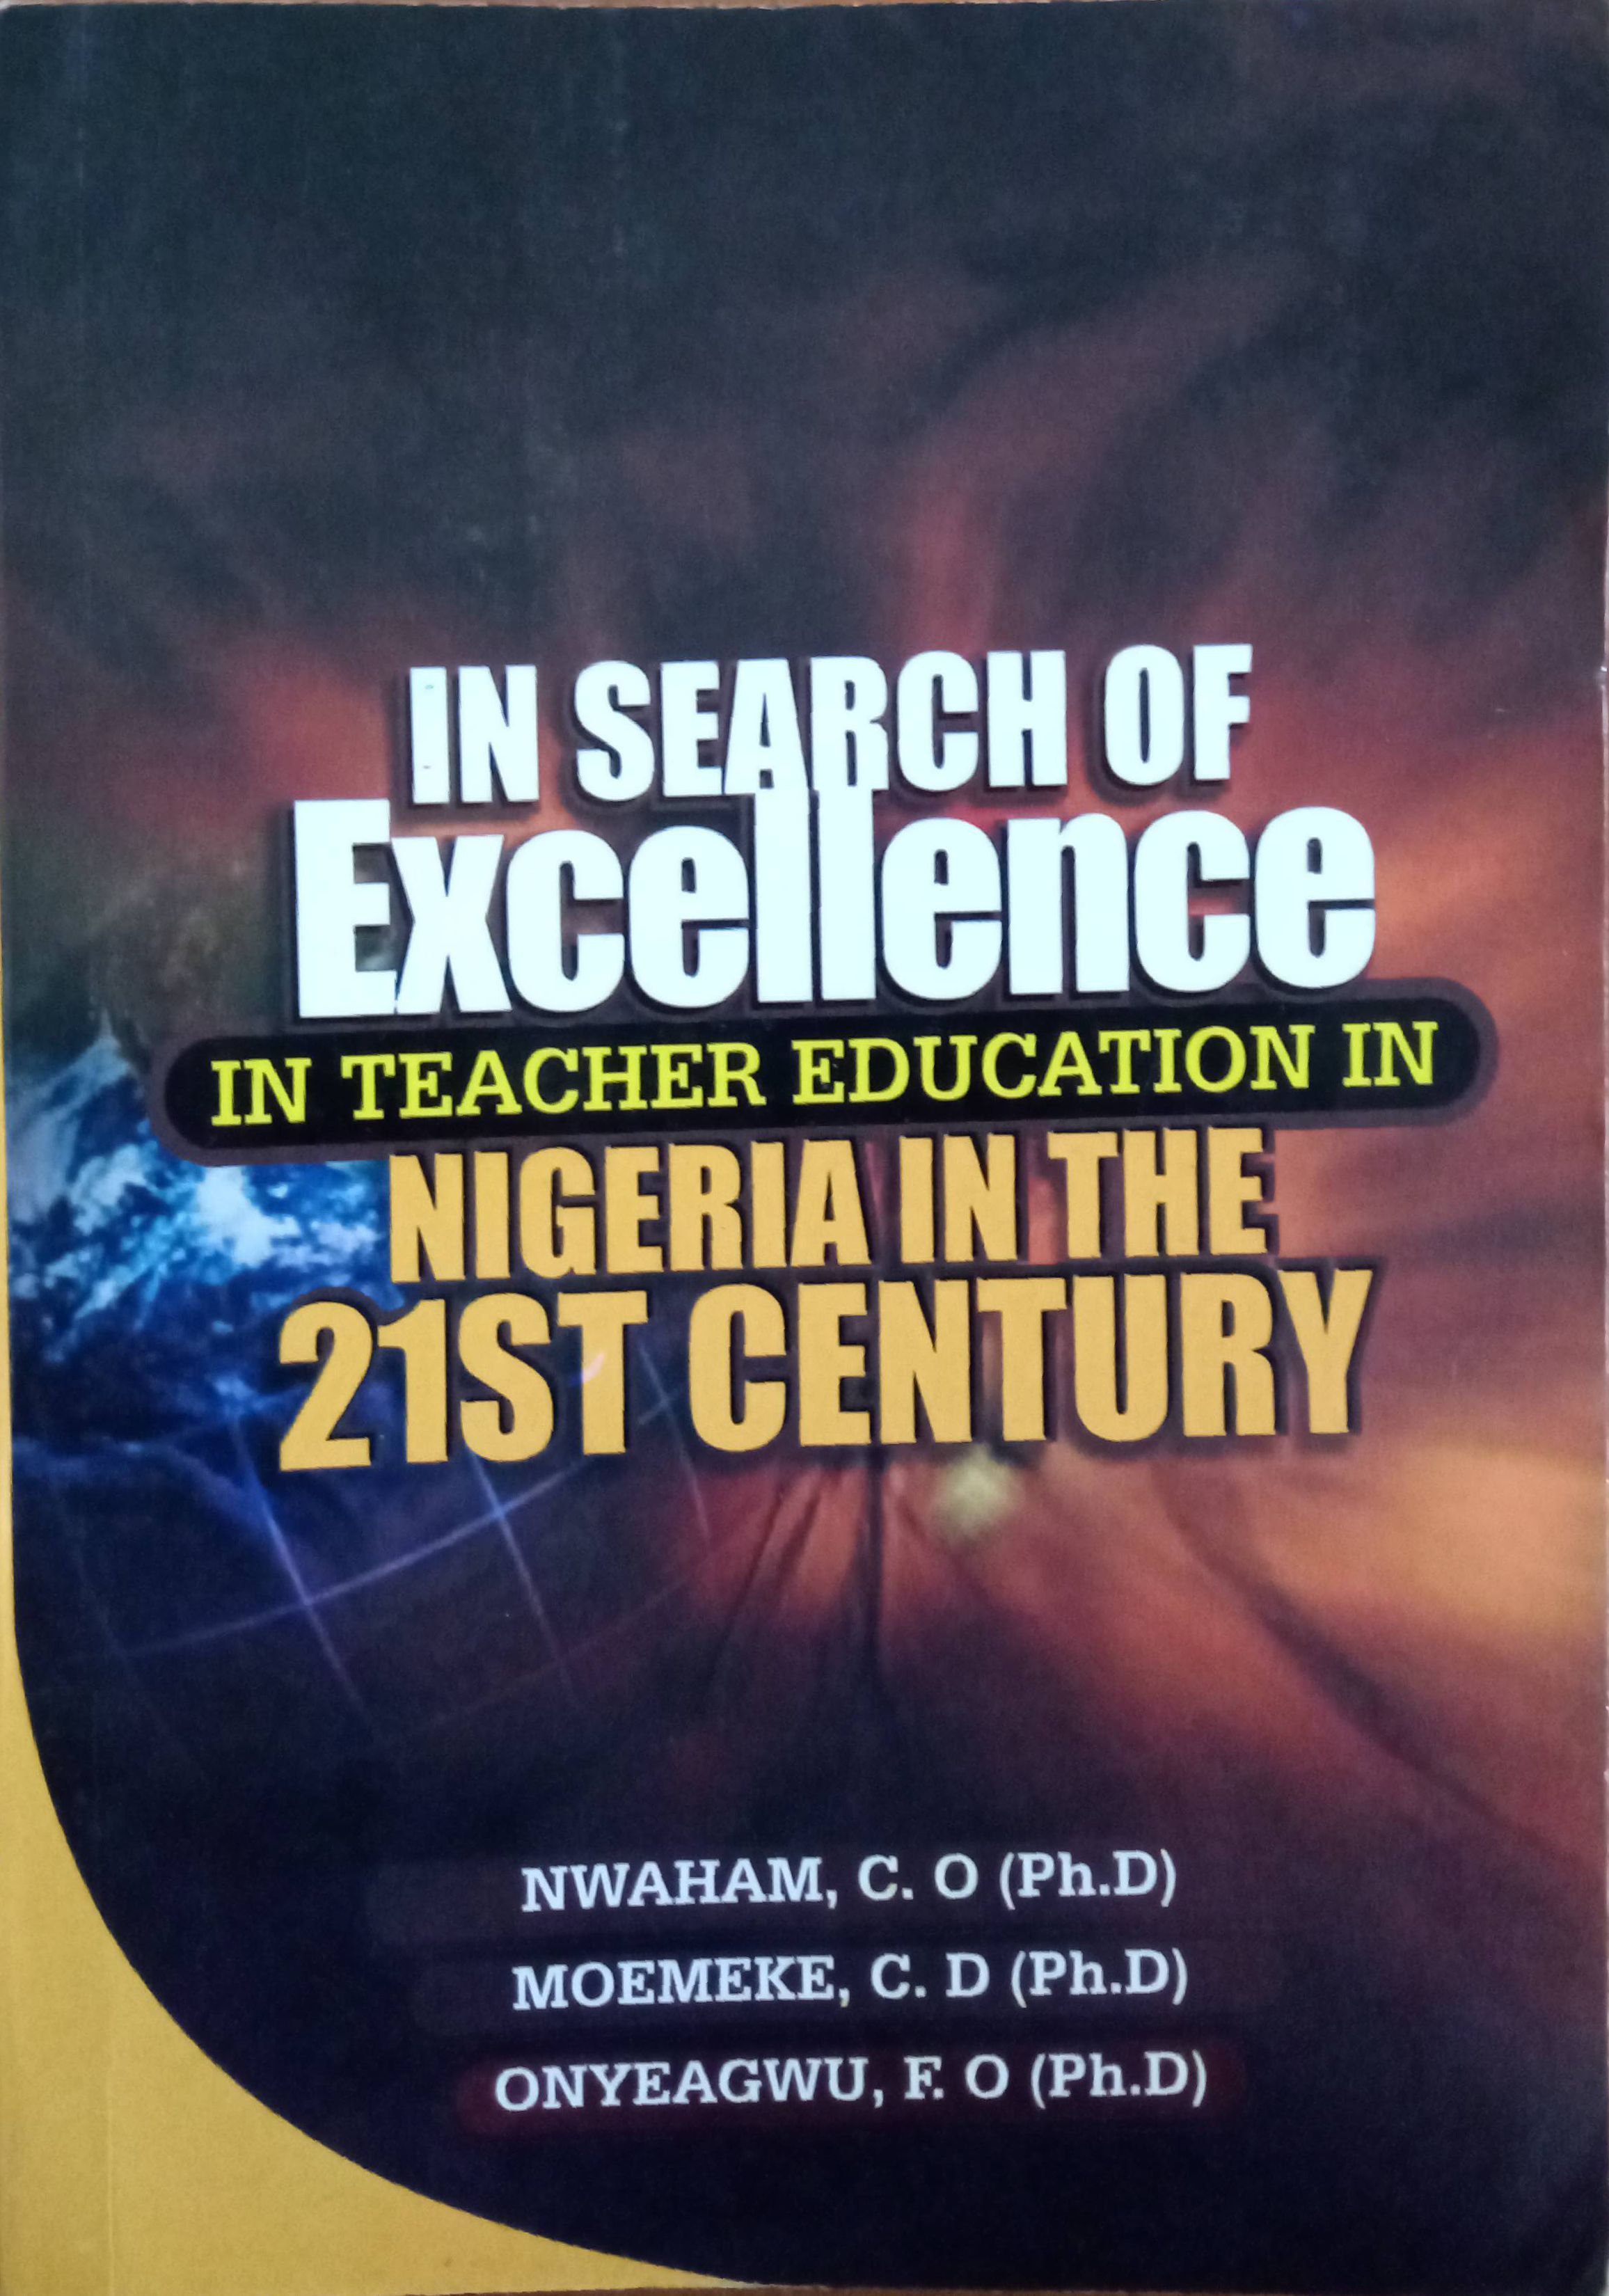 IN SEARCH OF
Excellence
IN TEACHER EDUCATION IN
NIGERIA IN THE
21ST CENTURY
NWAHAM, C. O (Ph.D)
MOEMEKE, C. D (Ph.D)
ONYEAGWU, F. O (Ph.D)